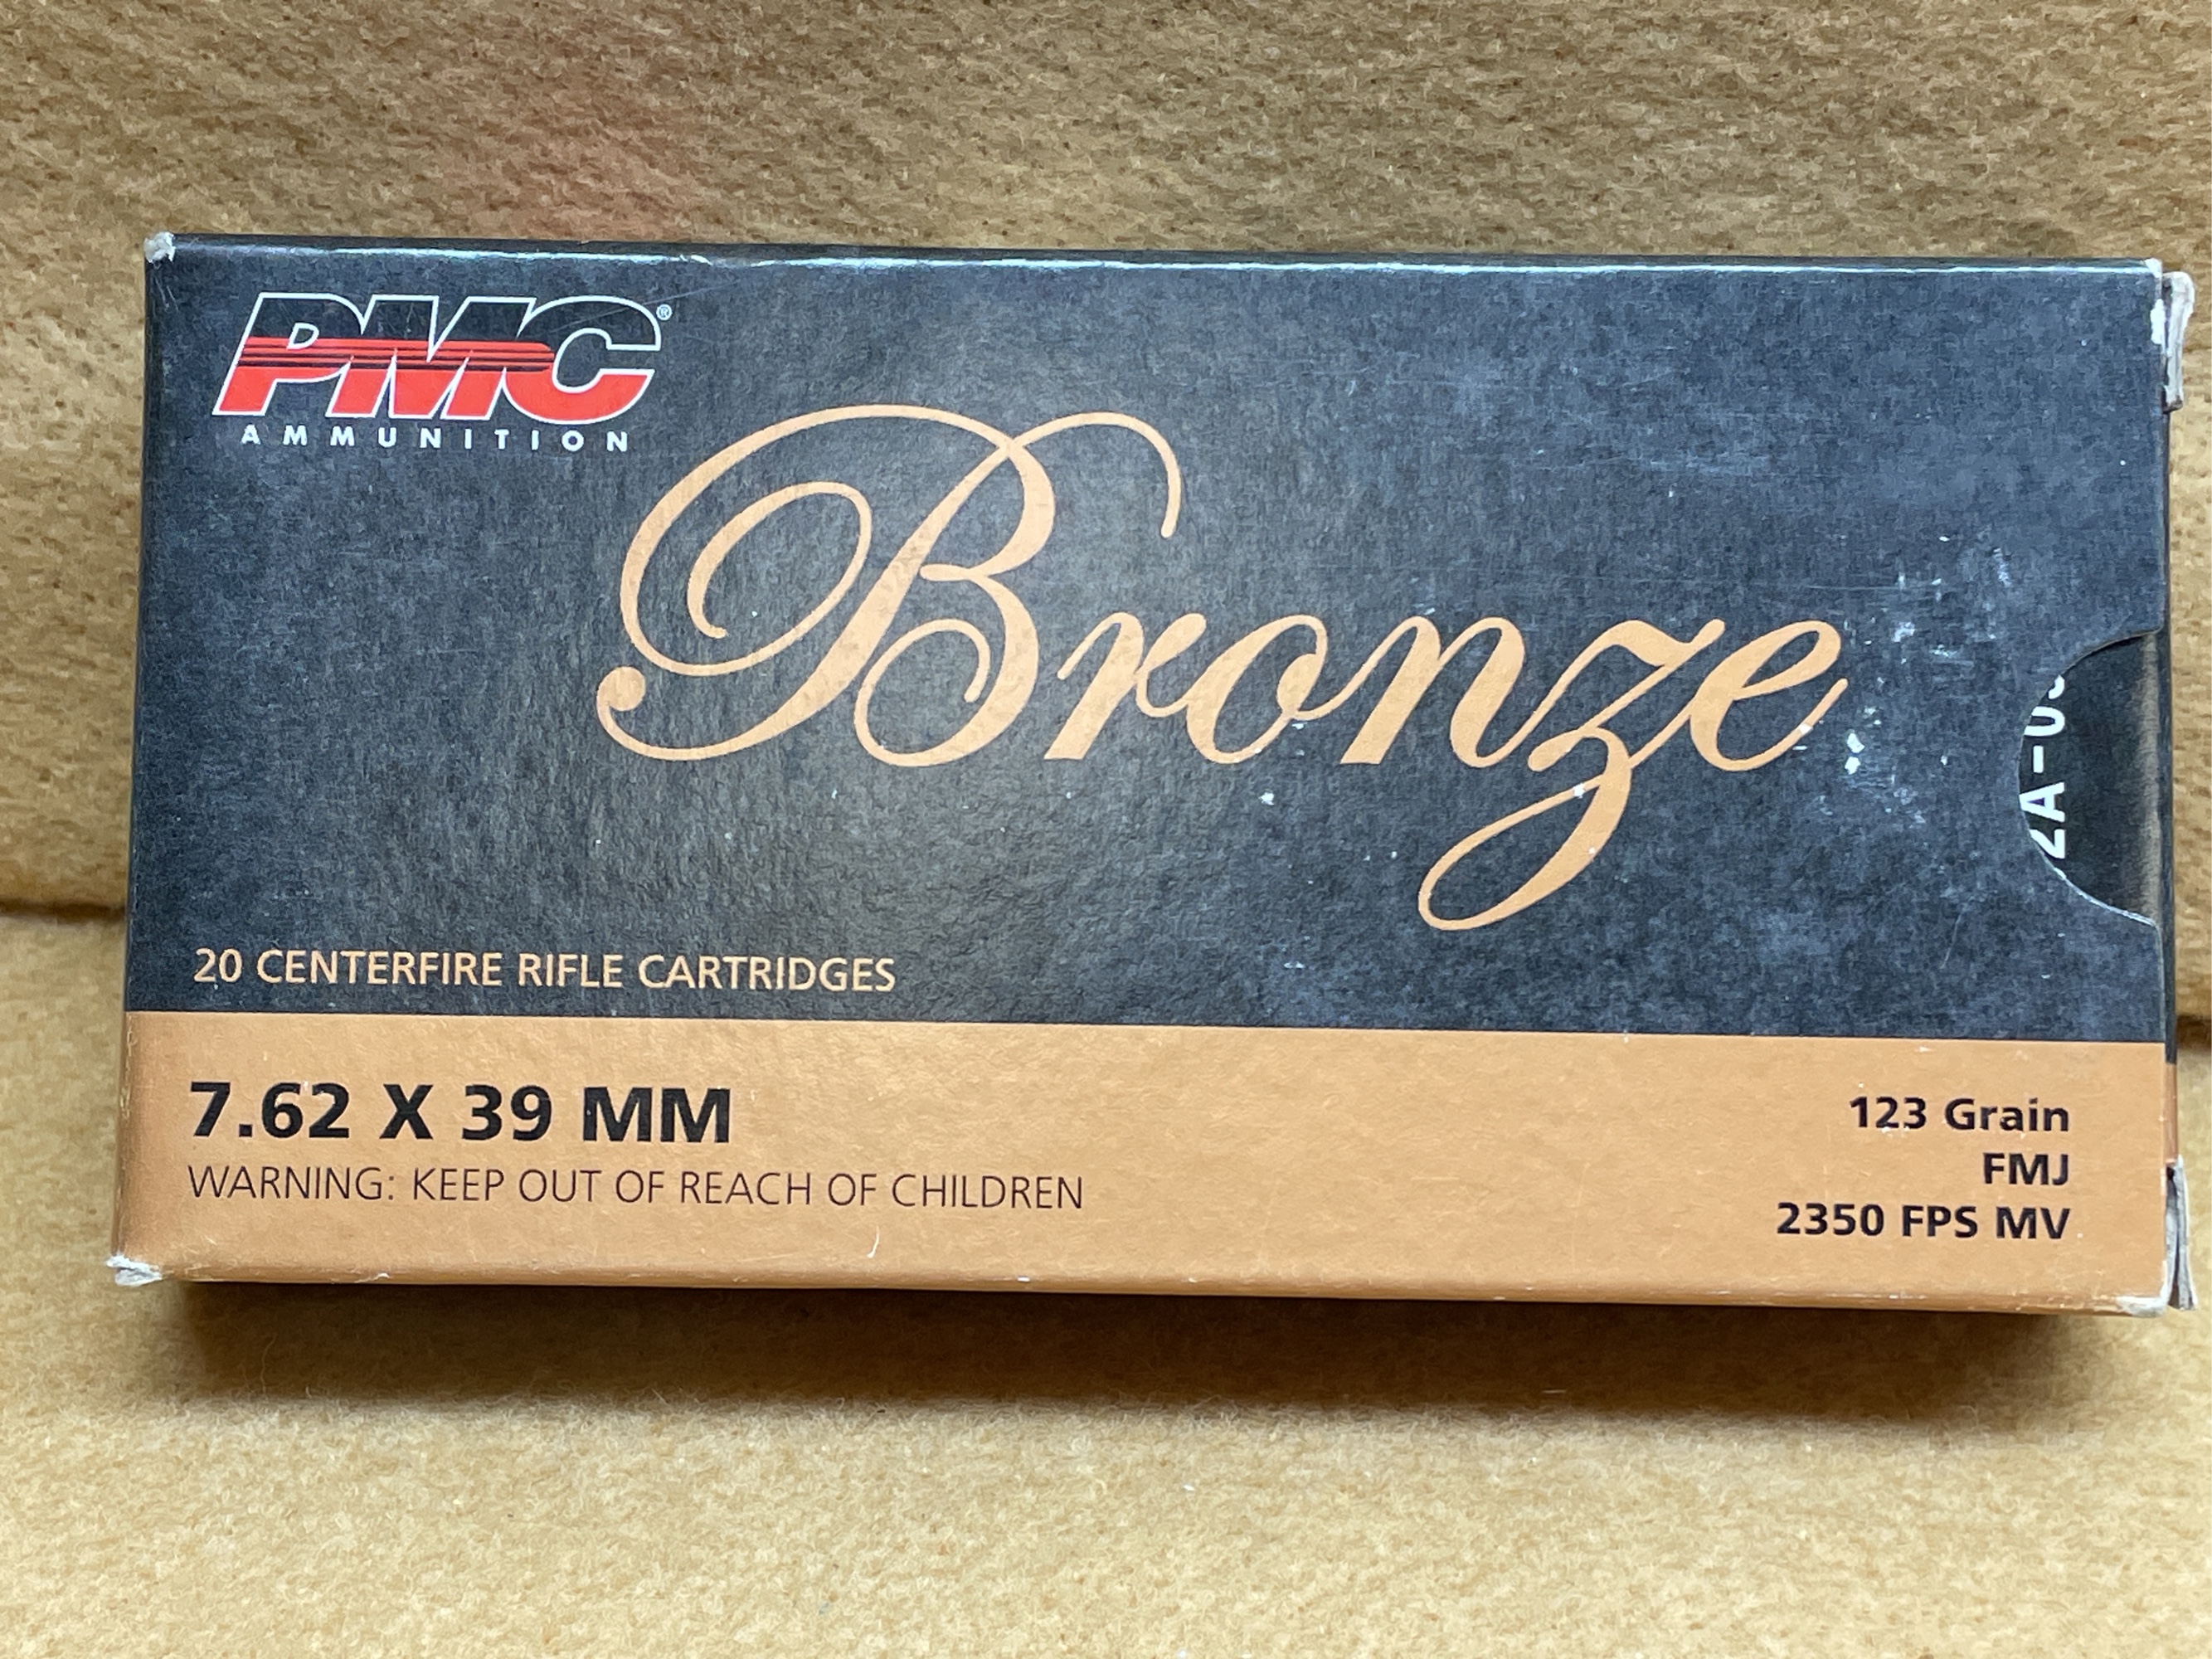 PMC®
AMMUNITION
Bronze
20 CENTERFIRE RIFLE CARTRIDGES
7.62 X 39 MM
WARNING: KEEP OUT OF REACH OF CHILDREN
123 Grain
FMJ
2350 FPS MV